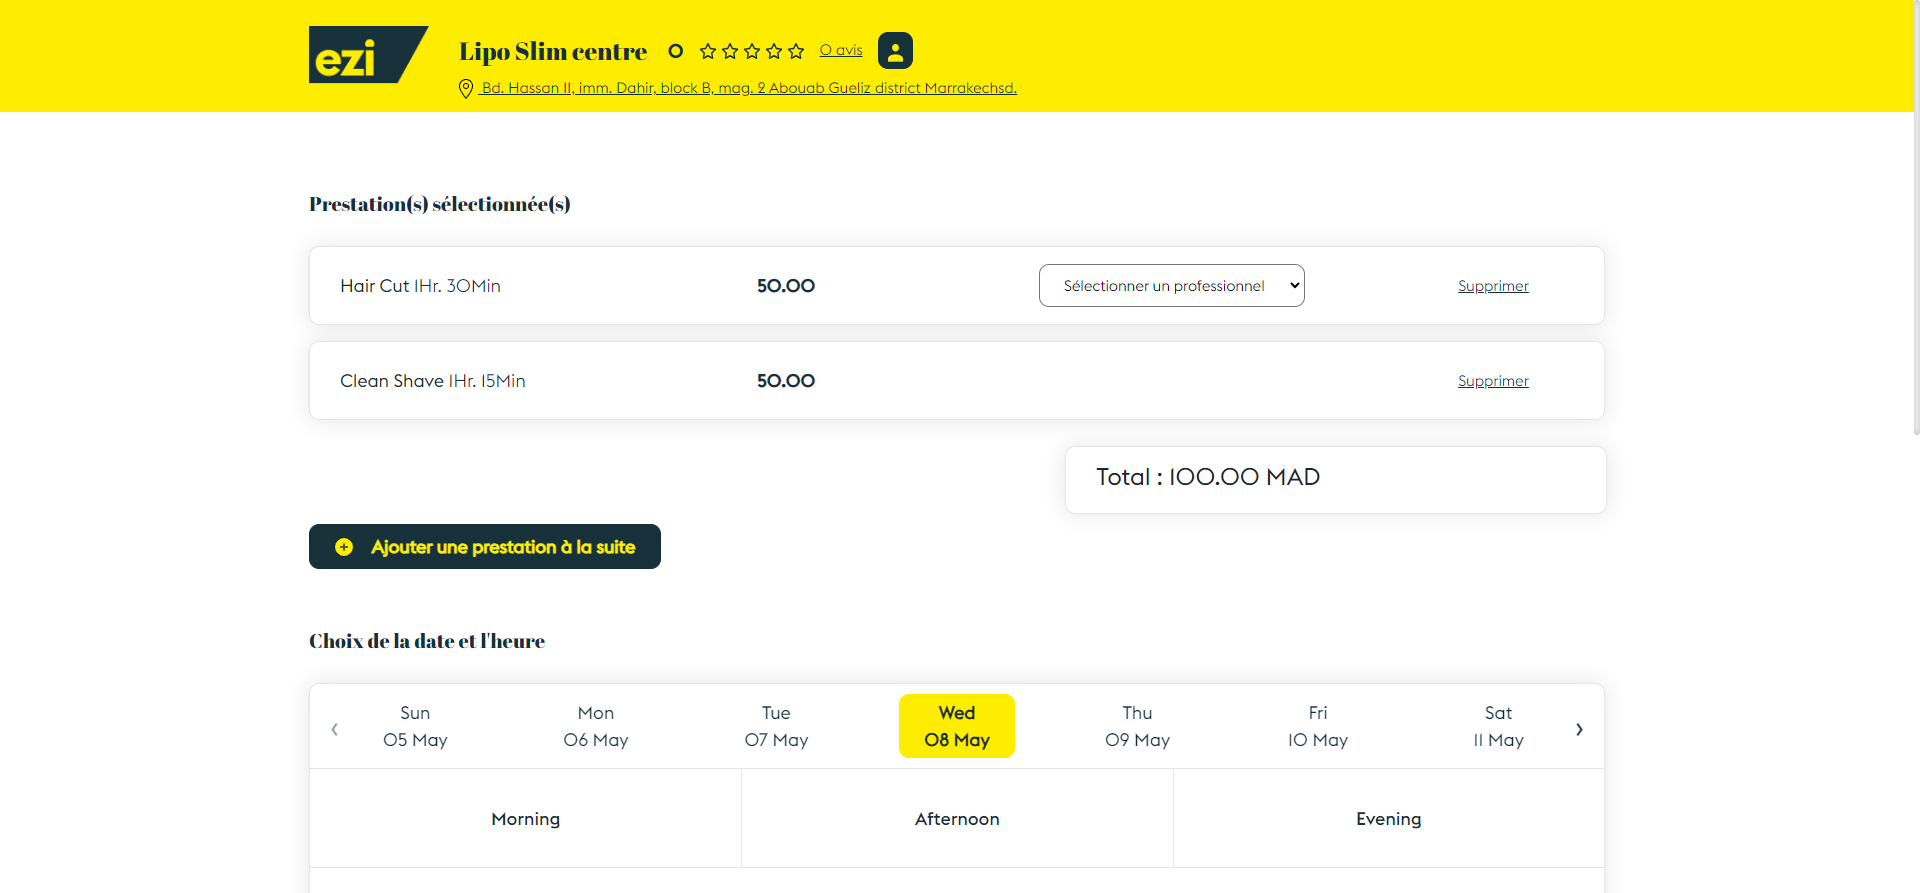 ezi
Lipo Slim centre 0 0 avis
Bd. Hassan II, imm. Dahir, block B, mag. 2 Abouab Gueliz district Marrakechsd.
Prestation(s) sélectionnée(s)
Hair Cut 1Hr. 30Min 50.00 Sélectionner un professionnel Supprimer
Clean Shave 1Hr. 15Min 50.00 Supprimer
Total : 100.00 MAD
Ajouter une prestation à la suite
Choix de la date et l'heure
Sun Mon Tue Wed Thu Fri Sat
05 May 06 May 07 May 08 May 09 May 10 May 11 May
Morning Afternoon Evening